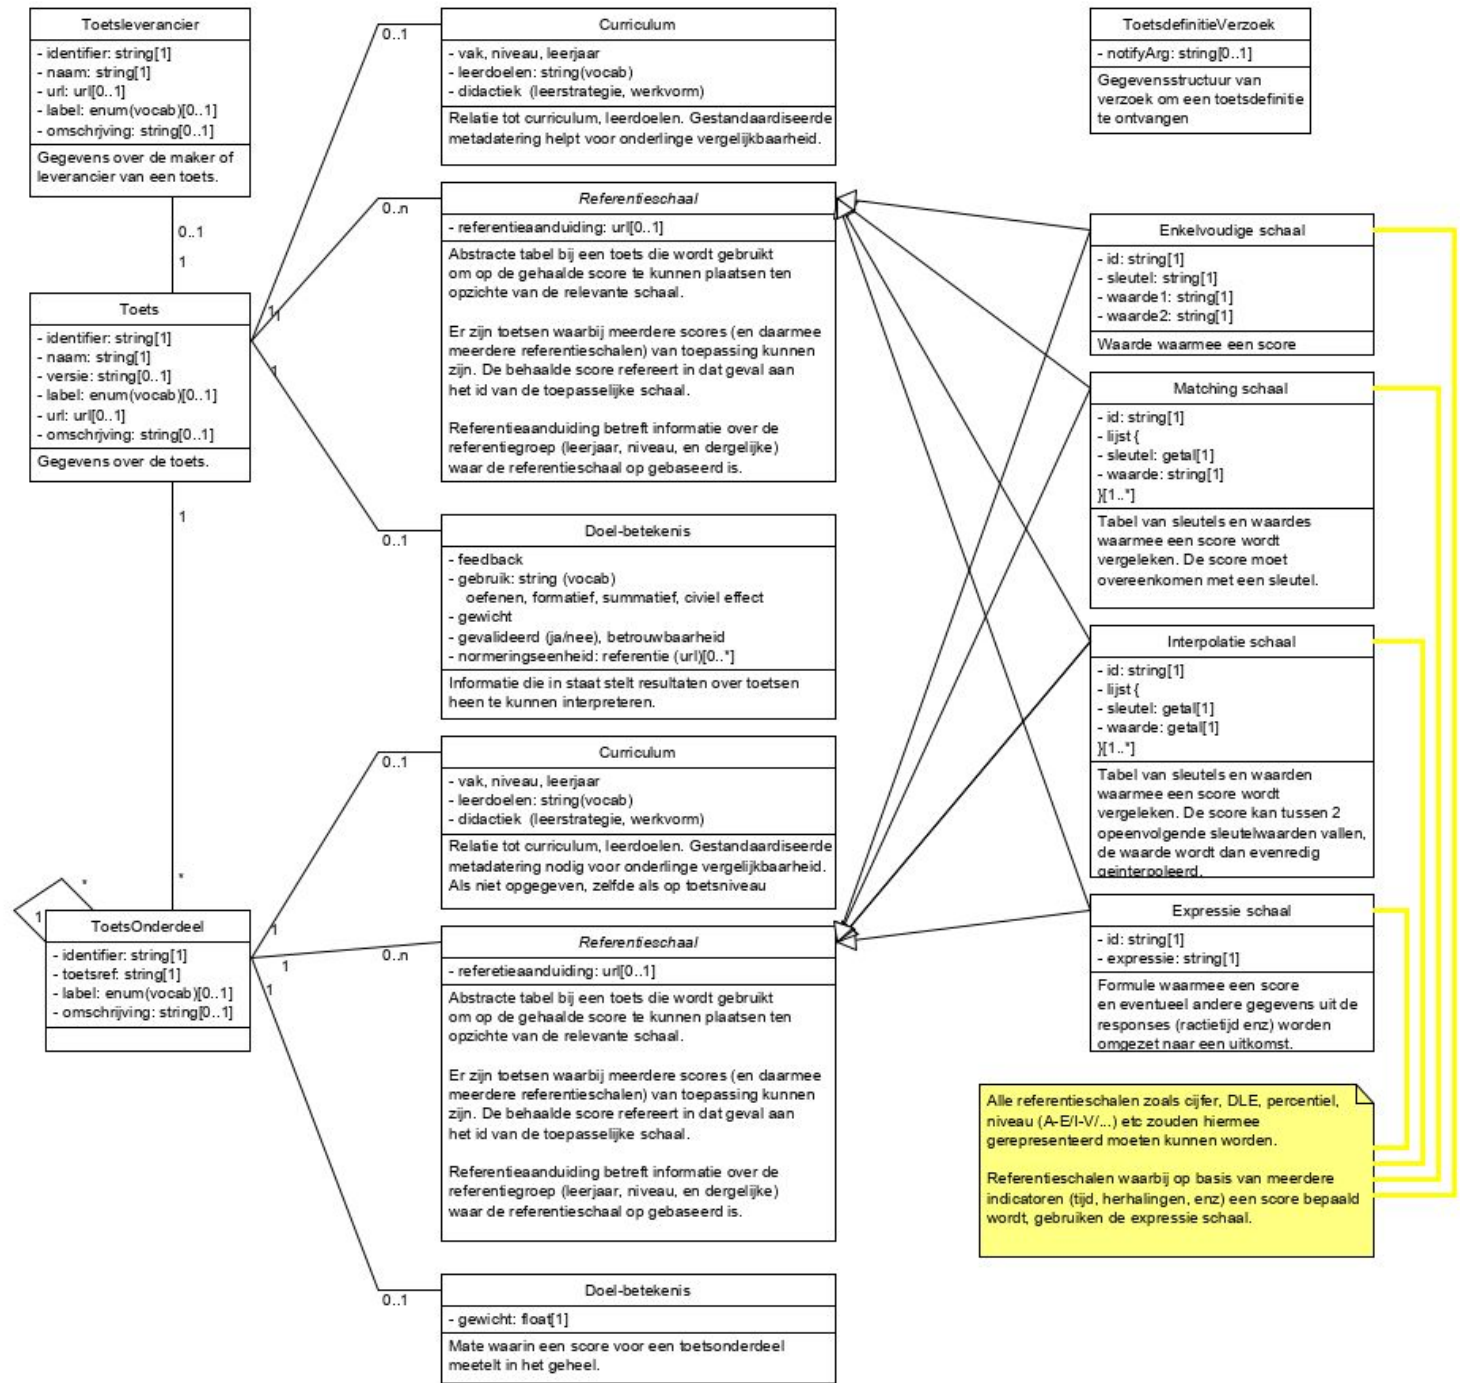 Toetsleverancier
- identifier: string[1]
- naam: string[1]
- url: url[0..1]
- label: enum(vocab)[0..1]
- omschrijving: string[0..1]
Gegevens over de maker of
leverancier van een toets.
0..1
1
Toets
- identifier: string[1]
- naam: string[1]
- versie: string[0..1]
- label: enum(vocab)[0..1]
- url: url[0..1]
- omschrijving: string[0..1]
Gegevens over de toets.
1
*
*
1
ToetsOnderdeel
- identifier: string[1]
- toetsref: string[1]
- label: enum(vocab)[0..1]
- omschrijving: string[0..1]
0..1
Curriculum
- vak, niveau, leerjaar
- leerdoelen: string(vocab)
- didactiek (leerstrategie, werkvorm)
Relatie tot curriculum, leerdoelen. Gestandaardiseerde
metadatering helpt voor onderlinge vergelijkbaarheid.
0..n
1
1
1
Referentieschaal
- referentieaanduiding: url[0..1]
Abstracte tabel bij een toets die wordt gebruikt
om op de gehaalde score te kunnen plaatsen ten
opzichte van de relevante schaal.
Er zijn toetsen waarbij meerdere scores (en daarmee
meerdere referentieschalen) van toepassing kunnen
zijn. De behaalde score refereert in dat geval aan
het id van de toepasselijke schaal.
Referentieaanduiding betreft informatie over de
referentiegroep (leerjaar, niveau, en dergelijke)
waar de referentieschaal op gebaseerd is.
0..1
Doel-betekenis
- feedback
- gebruik: string (vocab)
oefenen, formatief, summatief, civiel effect
- gewicht
- gevalideerd (ja/nee), betrouwbaarheid
- normeringseenheid: referentie (url)[0..*]
Informatie die in staat stelt resultaten over toetsen
heen te kunnen interpreteren.
0..1
Curriculum
- vak, niveau, leerjaar
- leerdoelen: string(vocab)
- didactiek (leerstrategie, werkvorm)
Relatie tot curriculum, leerdoelen. Gestandaardiseerde
metadatering nodig voor onderlinge vergelijkbaarheid.
Als niet opgegeven, zelfde als op toetsniveau
1
1
1
0..n
Referentieschaal
- referetieaanduiding: url[0..1]
Abstracte tabel bij een toets die wordt gebruikt
om op de gehaalde score te kunnen plaatsen ten
opzichte van de relevante schaal.
Er zijn toetsen waarbij meerdere scores (en daarmee
meerdere referentieschalen) van toepassing kunnen
zijn. De behaalde score refereert in dat geval aan
het id van de toepasselijke schaal.
Referentieaanduiding betreft informatie over de
referentiegroep (leerjaar, niveau, en dergelijke)
waar de referentieschaal op gebaseerd is.
0..1
Doel-betekenis
- gewicht: float[1]
Mate waarin een score voor een toetsonderdeel
meetelt in het geheel.
ToetsdefinitieVerzoek
- notifyArg: string[0..1]
Gegevensstructuur van
verzoek om een toetsdefinitie
te ontvangen
Enkelvoudige schaal
- id: string[1]
- sleutel: string[1]
- waarde1: string[1]
- waarde2: string[1]
Waarde waarmee een score
Matching schaal
- id: string[1]
- lijst {
- sleutel: getal[1]
- waarde: string[1]
}[1..*]
Tabel van sleutels en waardes
waarmee een score wordt
vergeleken. De score moet
overeenkomen met een sleutel.
Interpolatie schaal
- id: string[1]
- lijst {
- sleutel: getal[1]
- waarde: getal[1]
}[1..*]
Tabel van sleutels en waarden
waarmee een score wordt
vergeleken. De score kan tussen 2
opeenvolgende sleutelwaarden vallen,
de waarde wordt dan evenredig
geinterpoleerd.
Expressie schaal
- id: string[1]
- expressie: string[1]
Formule waarmee een score
en eventueel andere gegevens uit de
responses (ractietijd enz) worden
omgezet naar een uitkomst.
Alle referentieschalen zoals cijfer, DLE, percentiel,
niveau (A-E/I-V/...) etc zouden hiermee
gerepresenteerd moeten kunnen worden.
Referentieschalen waarbij op basis van meerdere
indicatoren (tijd, herhalingen, enz) een score bepaald
wordt, gebruiken de expressie schaal.